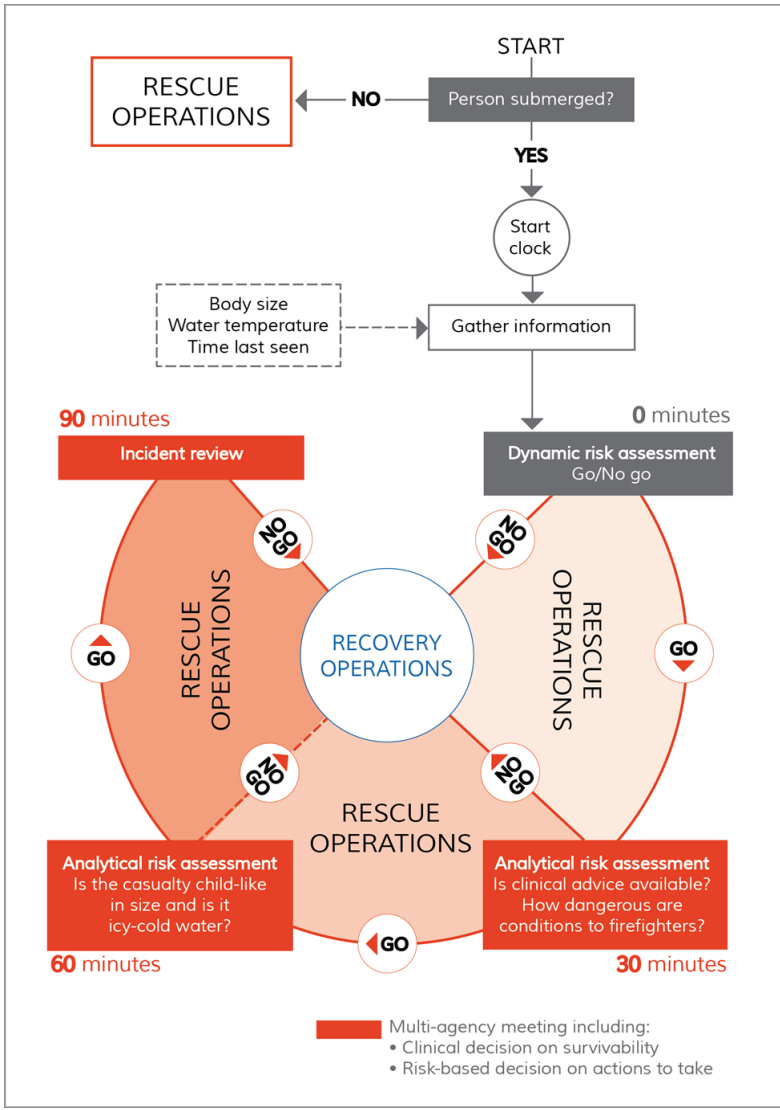 START
RESCUE
OPERATIONS
NO
Person submerged?
YES
Start
clock
Body size
Water temperature
Time last seen
Gather information
90 minutes
0 minutes
Incident review
Dynamic risk assessment
Go/No go
NO
GO
NO
GO
RESCUE
OPERATIONS
RECOVERY
OPERATIONS
RESCUE
OPERATIONS
GO
GO
NO
GO
NO
GO
RESCUE
OPERATIONS
Analytical risk assessment
Is the casualty child-like
in size and is it
icy-cold water?
Analytical risk assessment
Is clinical advice available?
How dangerous are
conditions to firefighters?
GO
60 minutes
30 minutes
Multi-agency meeting including:
• Clinical decision on survivability
• Risk-based decision on actions to take